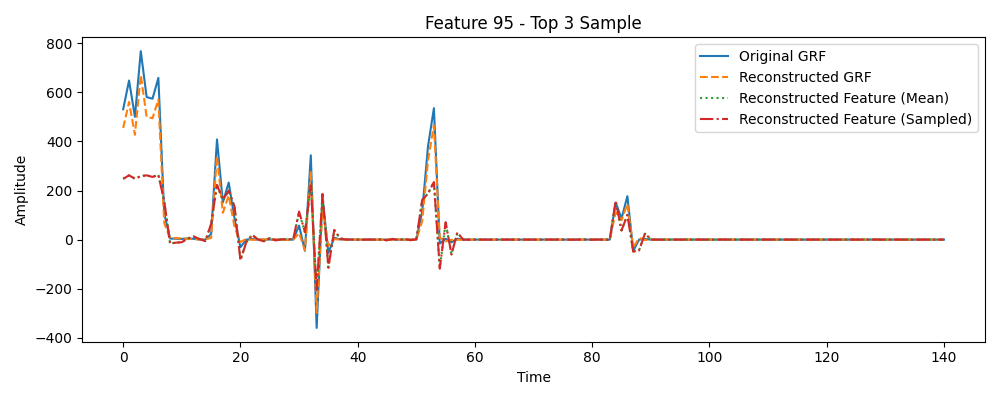 Feature 95 - Top 3 Sample
Original GRF
Reconstructed GRF
Reconstructed Feature (Mean)
Reconstructed Feature (Sampled)
800
600
400
200
0
−200
−400
Amplitude
0 20 40 60 80 100 120 140
Time